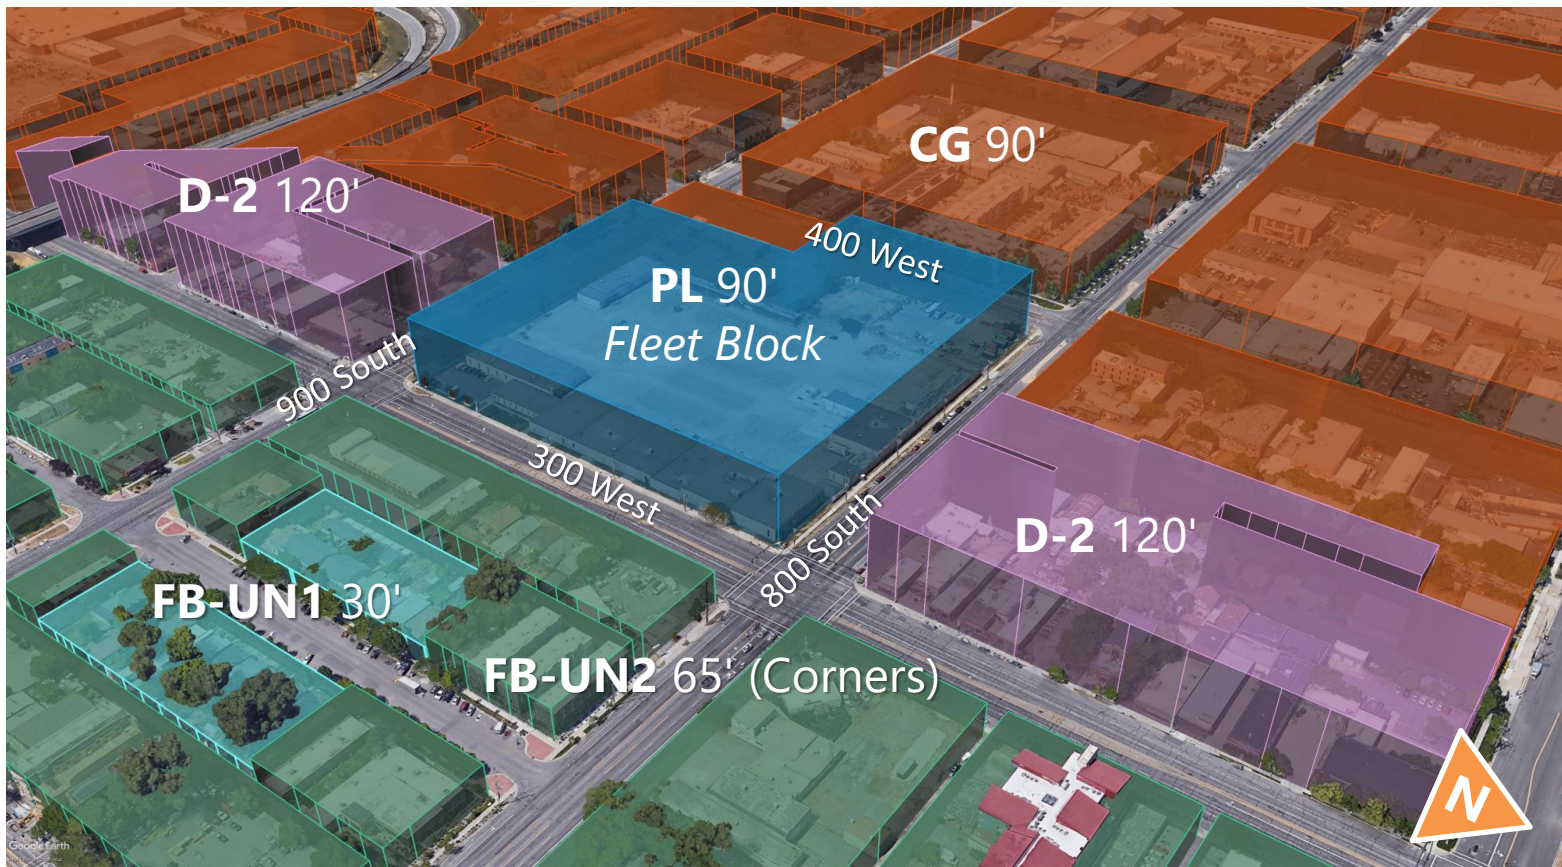 CG 90'
D-2 120'
400 West
PL 90'
Fleet Block
900 South
300 West
D-2 120'
800 South
FB-UN1 30'
FB-UN2 65' (Corners)
N
Google Earth